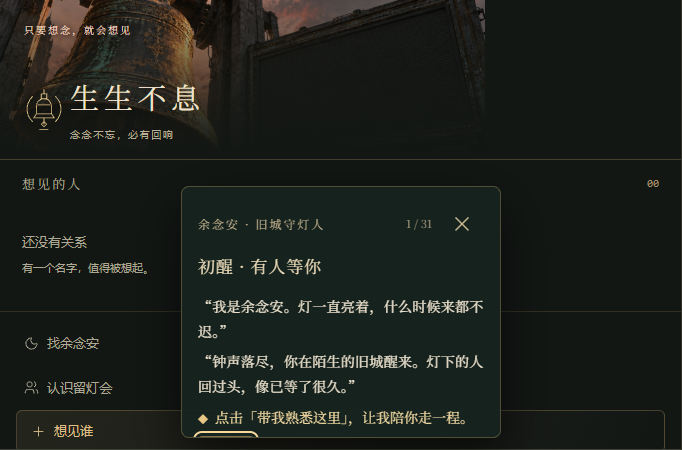 只要想念，就会想见
生生不息
念念不忘，必有回响
想见的人
00
还没有关系
有一个名字，值得被想起。
找余念安
认识留灯会
想见谁
余念安 · 旧城守灯人
1 / 31
初醒 · 有人等你
“我是余念安。灯一直亮着，什么时候来都不
迟。”
“钟声落尽，你在陌生的旧城醒来。灯下的人
回过头，像已等了很久。”
◆ 点击「带我熟悉这里」，让我陪你走一程。